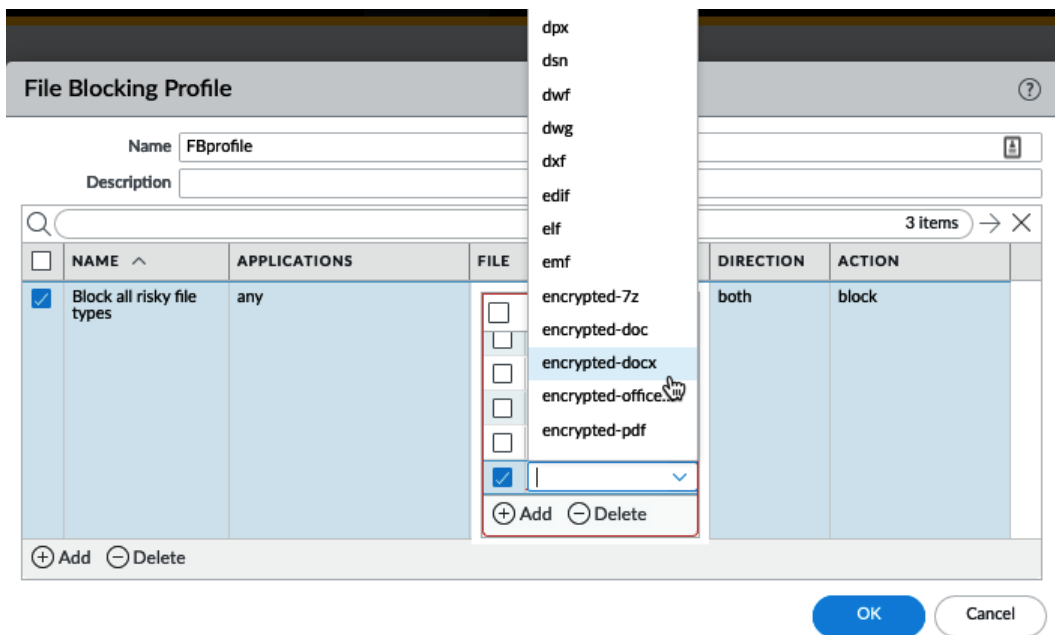 dpx
dsn
dwf
dwg
dxf
edif
elf
emf
encrypted-7z
encrypted-doc
encrypted-docx
encrypted-office...
encrypted-pdf
File Blocking Profile
Name FBprofile
Description
3 items
NAME APPLICATIONS FILE DIRECTION ACTION
Block all risky file any both block
types
Add Delete
Add Delete
OK Cancel